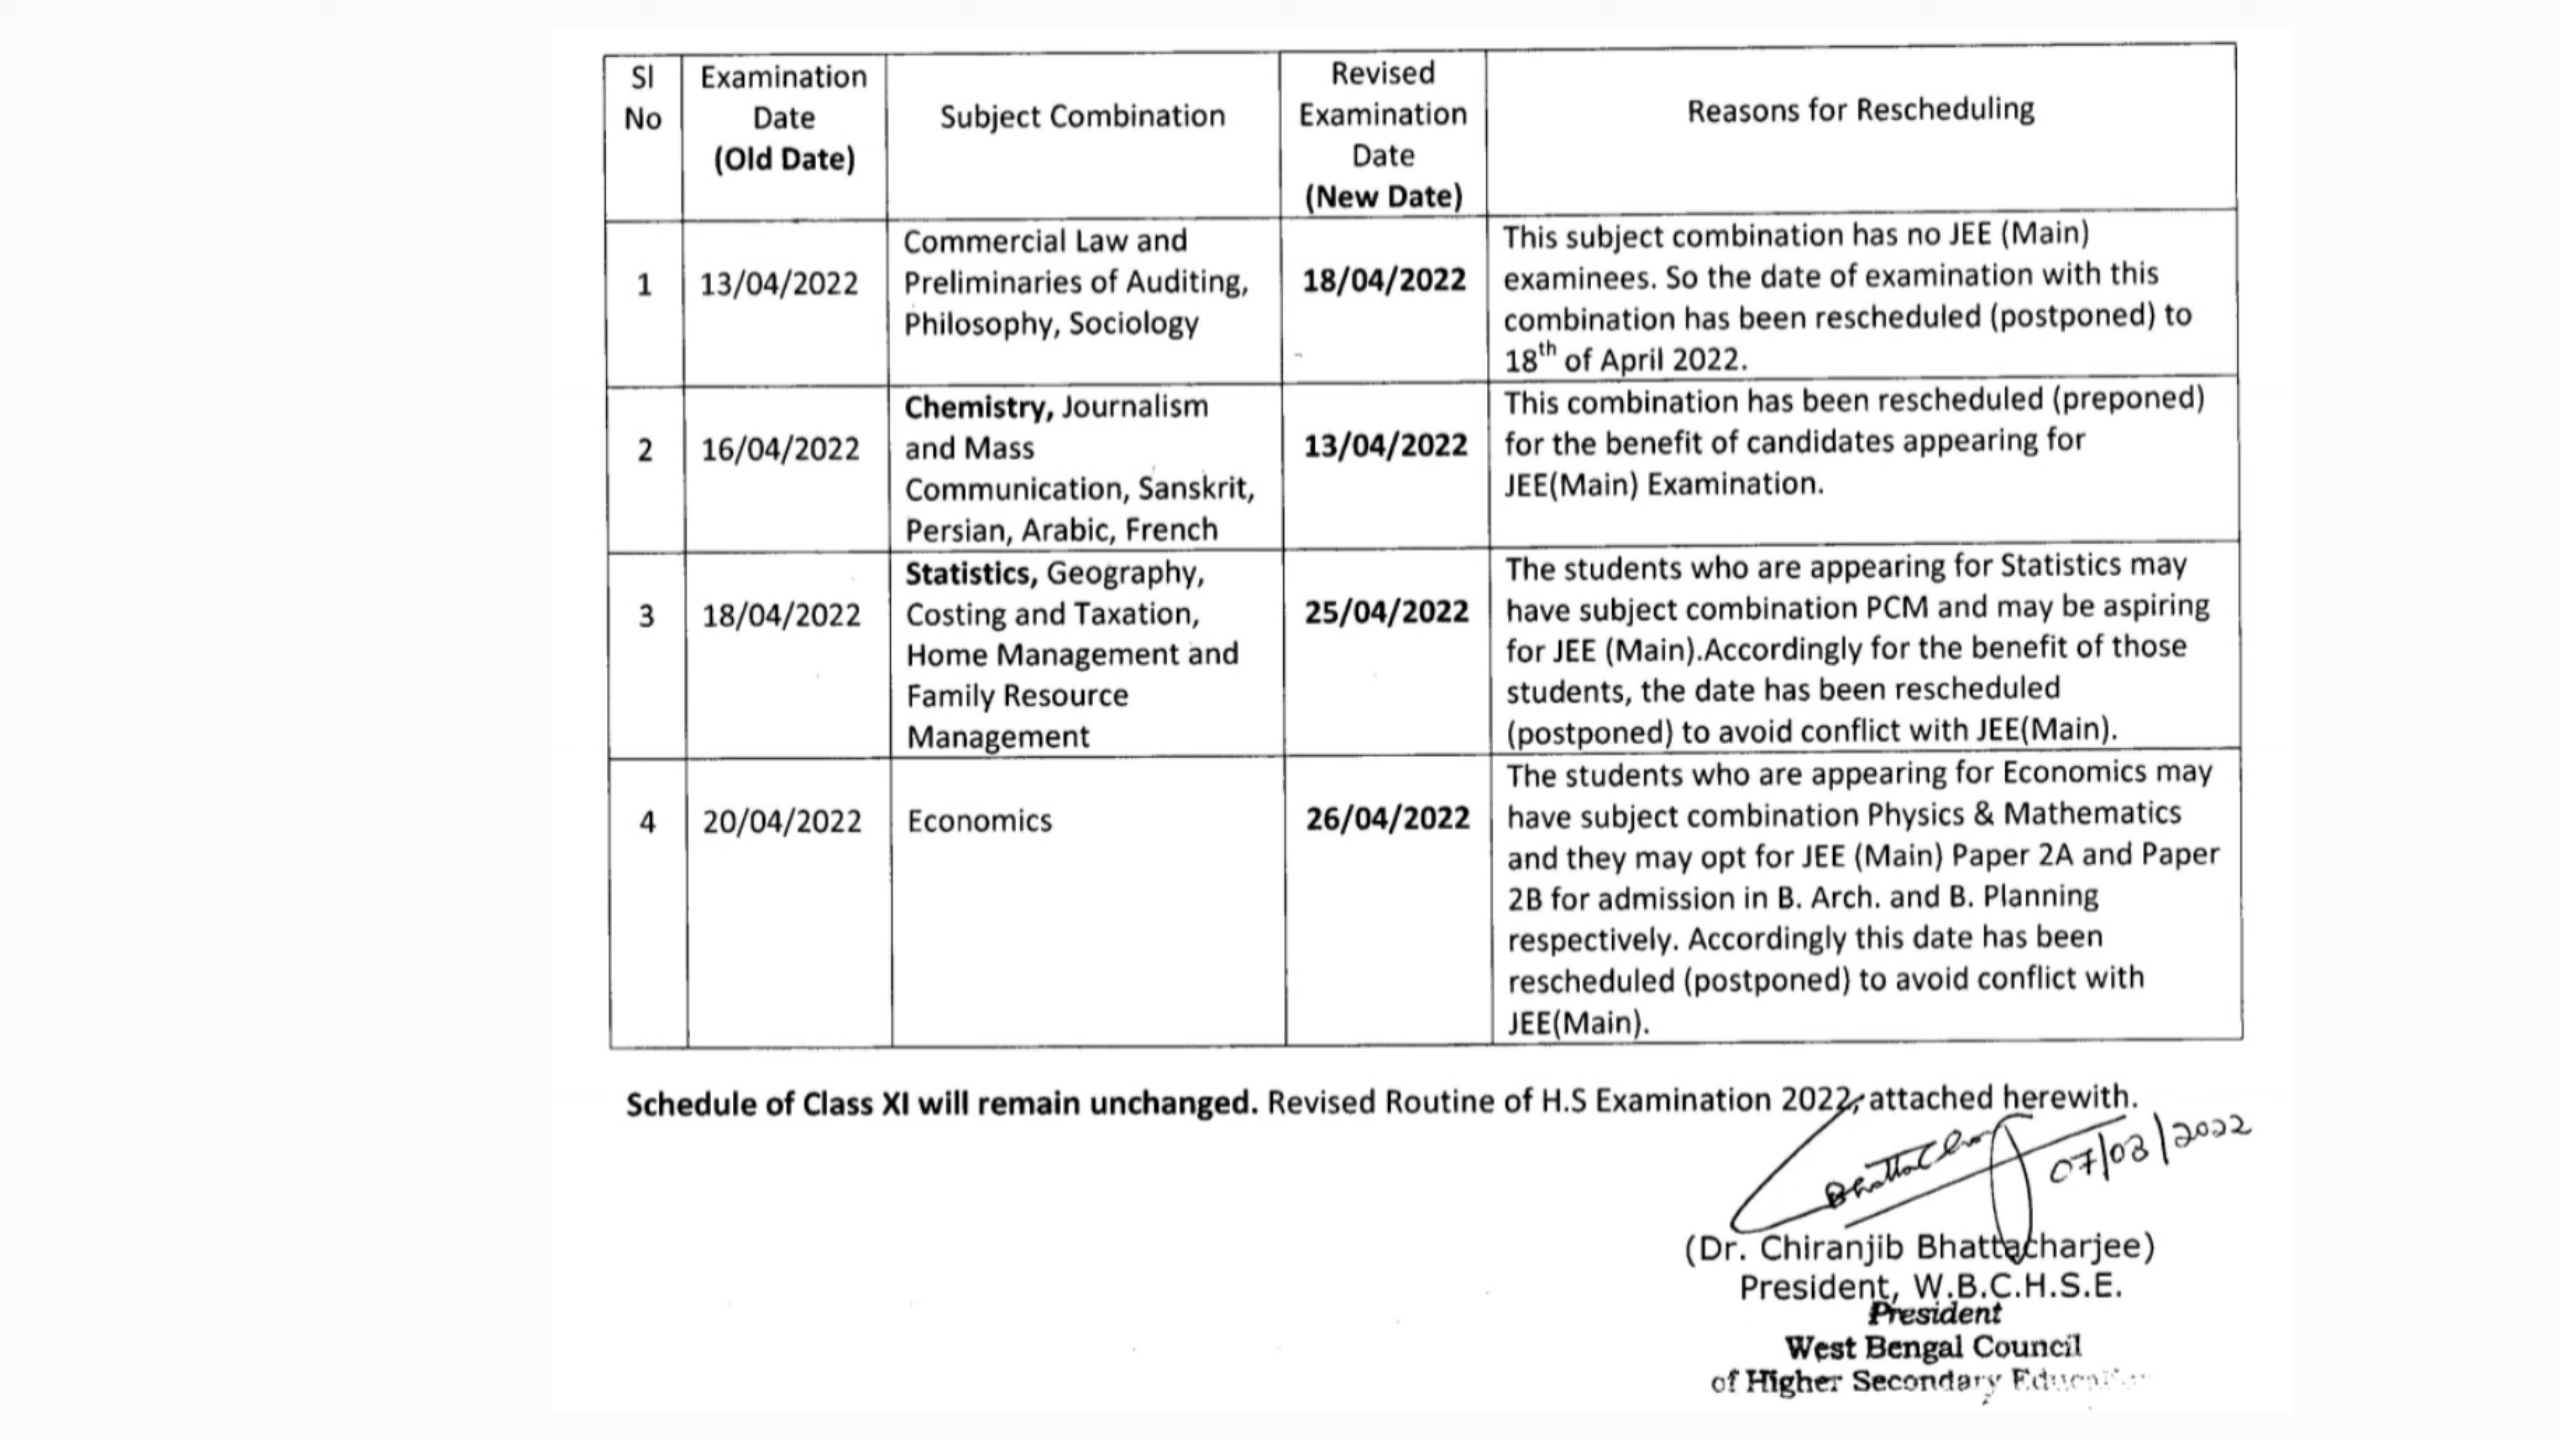 Sl
No
Examination
Date
(Old Date)
Subject Combination
Revised
Examination
Date
(New Date)
Reasons for Rescheduling
1
13/04/2022
Commercial Law and
Preliminaries of Auditing,
Philosophy, Sociology
18/04/2022
This subject combination has no JEE (Main)
examinees. So the date of examination with this
combination has been rescheduled (postponed) to
18th of April 2022.
2
16/04/2022
Chemistry, Journalism
and Mass
Communication, Sanskrit,
Persian, Arabic, French
13/04/2022
This combination has been rescheduled (preponed)
for the benefit of candidates appearing for
JEE(Main) Examination.
3
18/04/2022
Statistics, Geography,
Costing and Taxation,
Home Management and
Family Resource
Management
25/04/2022
The students who are appearing for Statistics may
have subject combination PCM and may be aspiring
for JEE (Main).Accordingly for the benefit of those
students, the date has been rescheduled
(postponed) to avoid conflict with JEE(Main).
4
20/04/2022
Economics
26/04/2022
The students who are appearing for Economics may
have subject combination Physics & Mathematics
and they may opt for JEE (Main) Paper 2A and Paper
2B for admission in B. Arch. and B. Planning
respectively. Accordingly this date has been
rescheduled (postponed) to avoid conflict with
JEE(Main).
Schedule of Class XI will remain unchanged. Revised Routine of H.S Examination 2022, attached herewith.
07/03/2022
(Dr. Chiranjib Bhattacharjee)
President, W.B.C.H.S.E.
President
West Bengal Council
of Higher Secondary Education